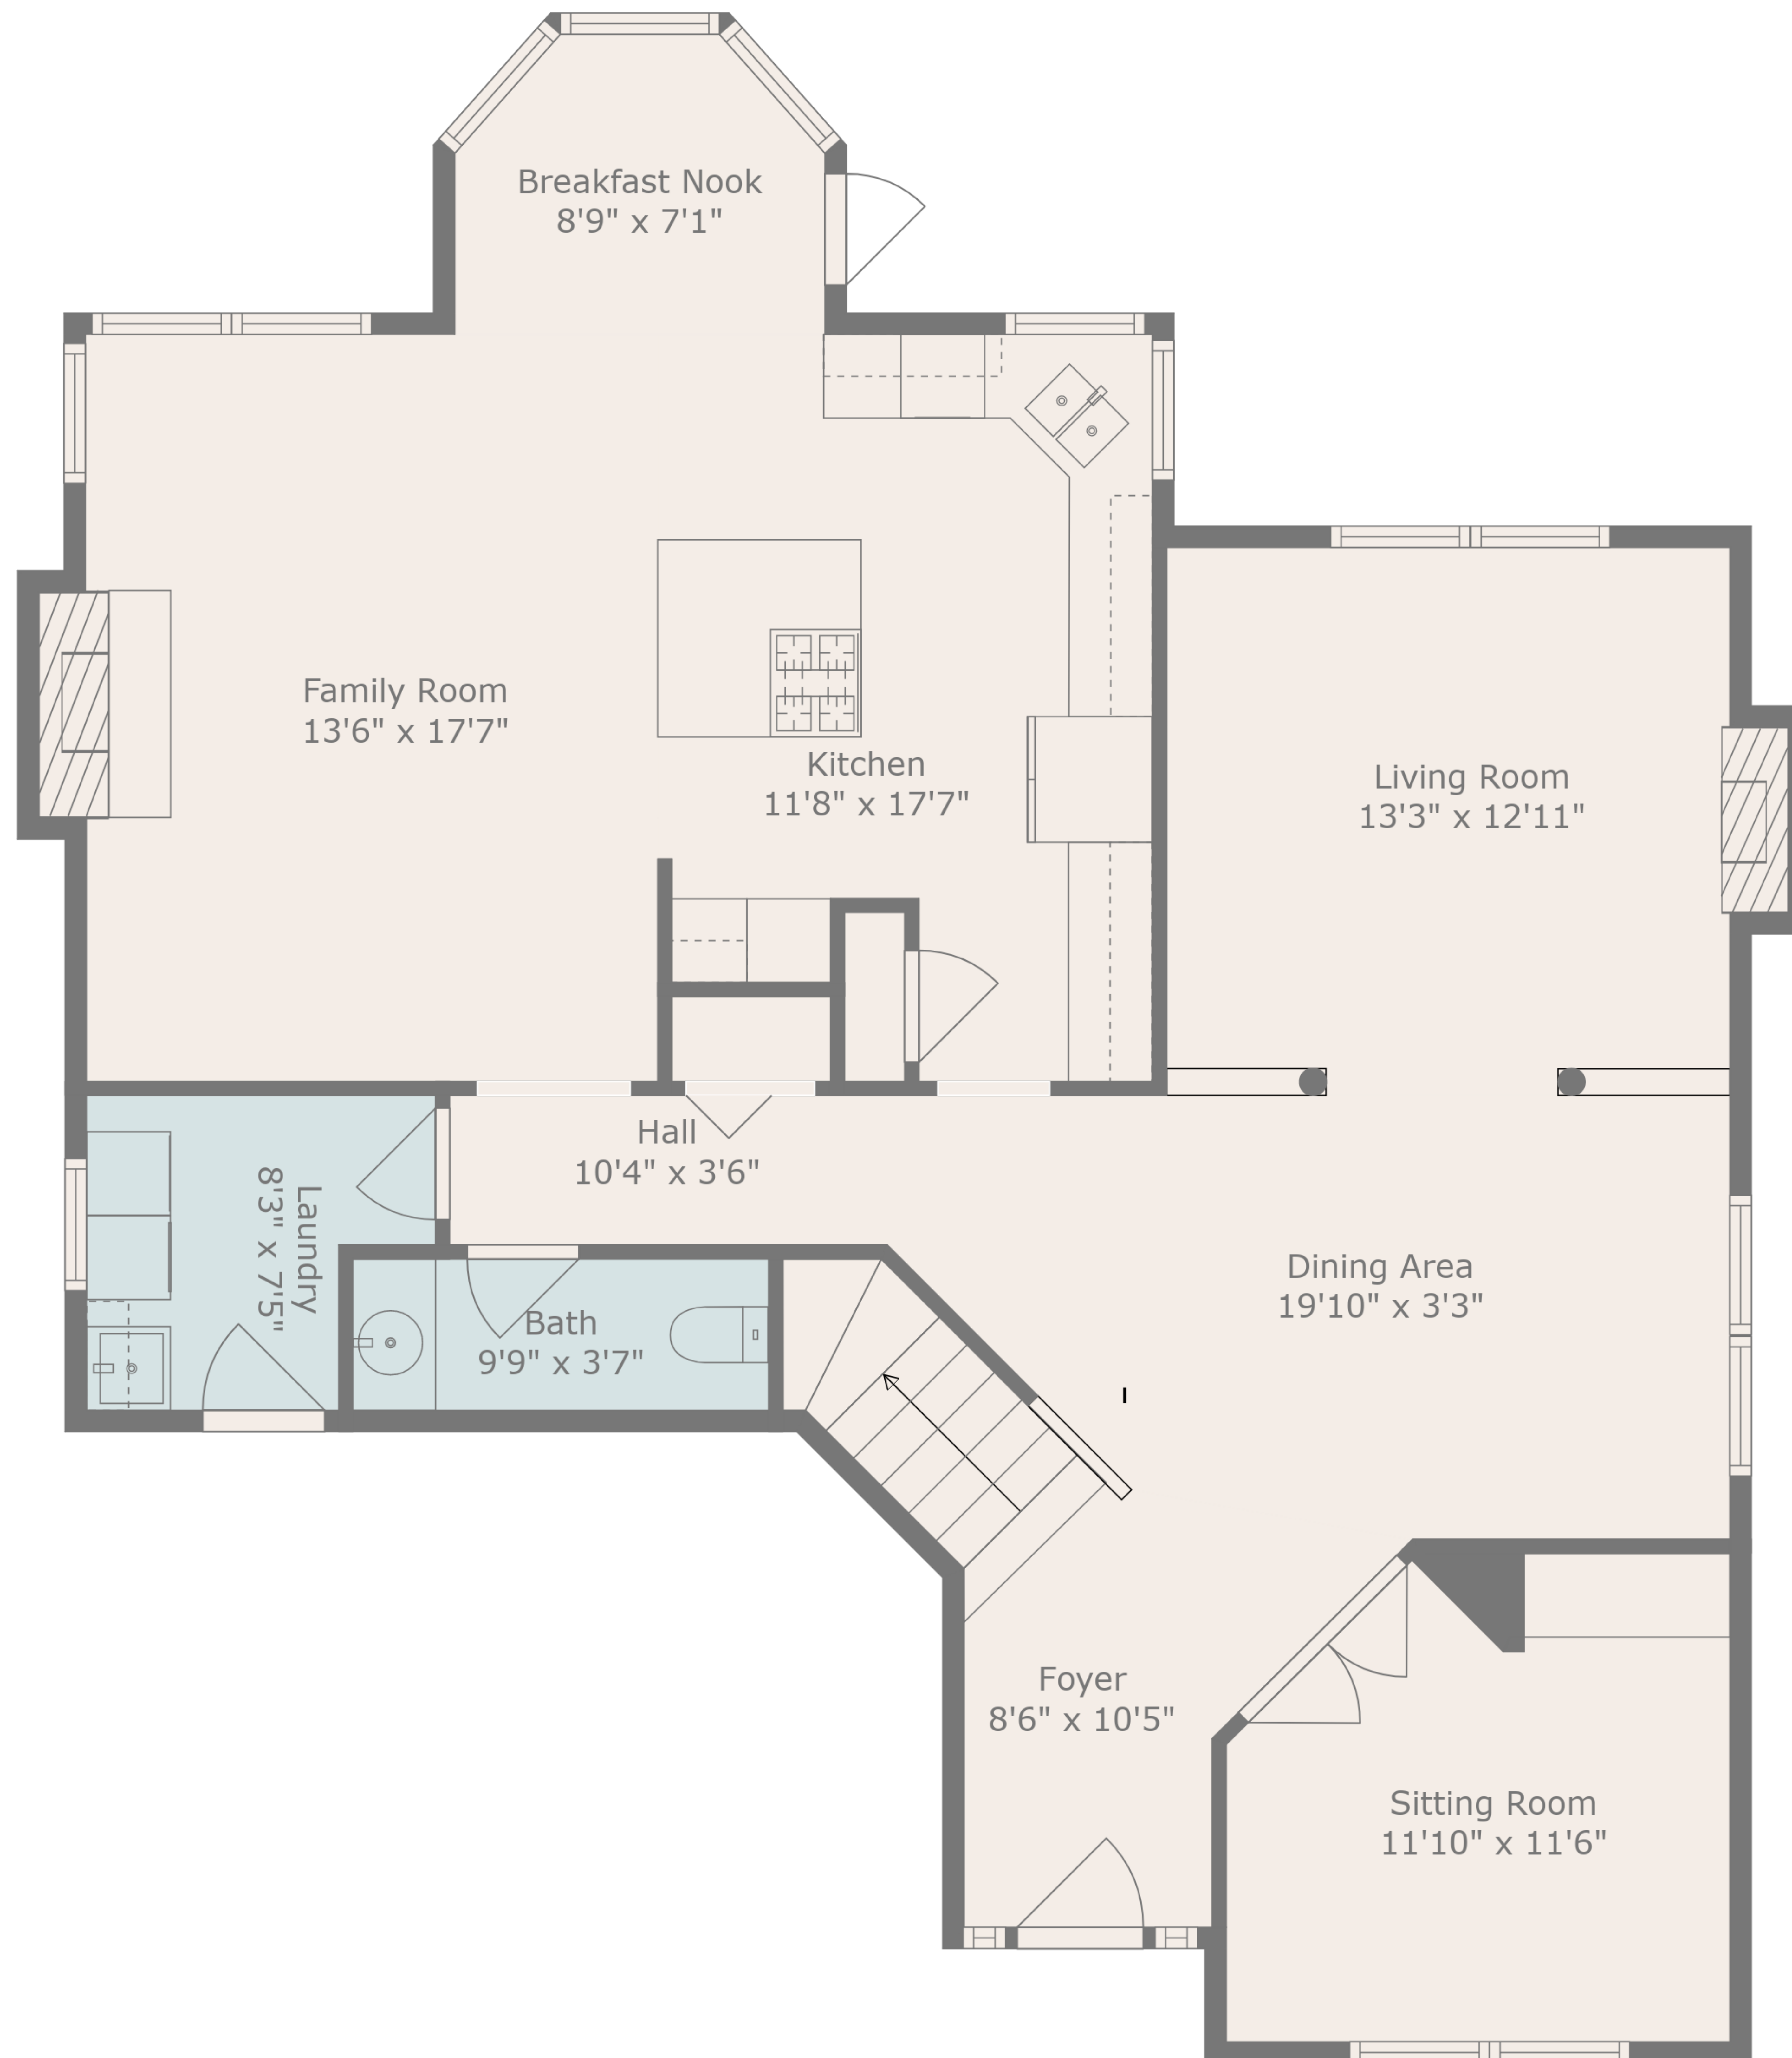 Breakfast Nook
8'9" x 7'1"
Family Room
13'6" x 17'7"
Kitchen
11'8" x 17'7"
Living Room
13'3" x 12'11"
Hall
10'4" x 3'6"
Laundry
8'3" x 7'5"
Bath
9'9" x 3'7"
Dining Area
19'10" x 3'3"
Foyer
8'6" x 10'5"
Sitting Room
11'10" x 11'6"